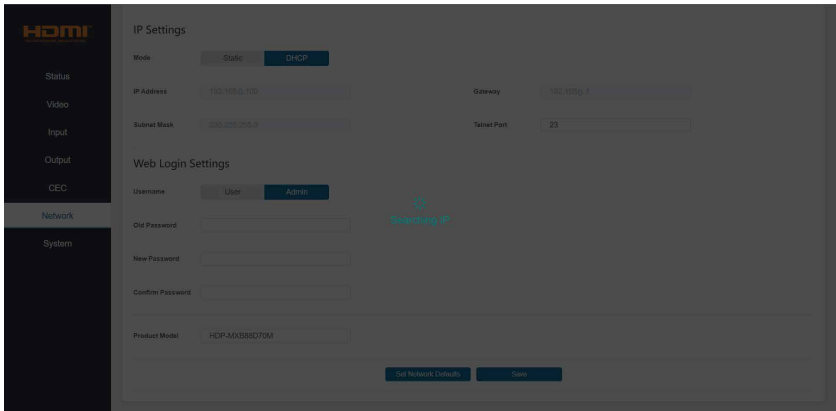 HDMI
IP Settings
Mode Static DHCP
IP Address Gateway
Subnet Mask Telnet Port 23
Status
Video
Input
Output
CEC
Network
System
Web Login Settings
Username User Admin
Searching IP
Old Password
New Password
Confirm Password
Product Model HDP-MXB88D70M
Set Network Defaults Save